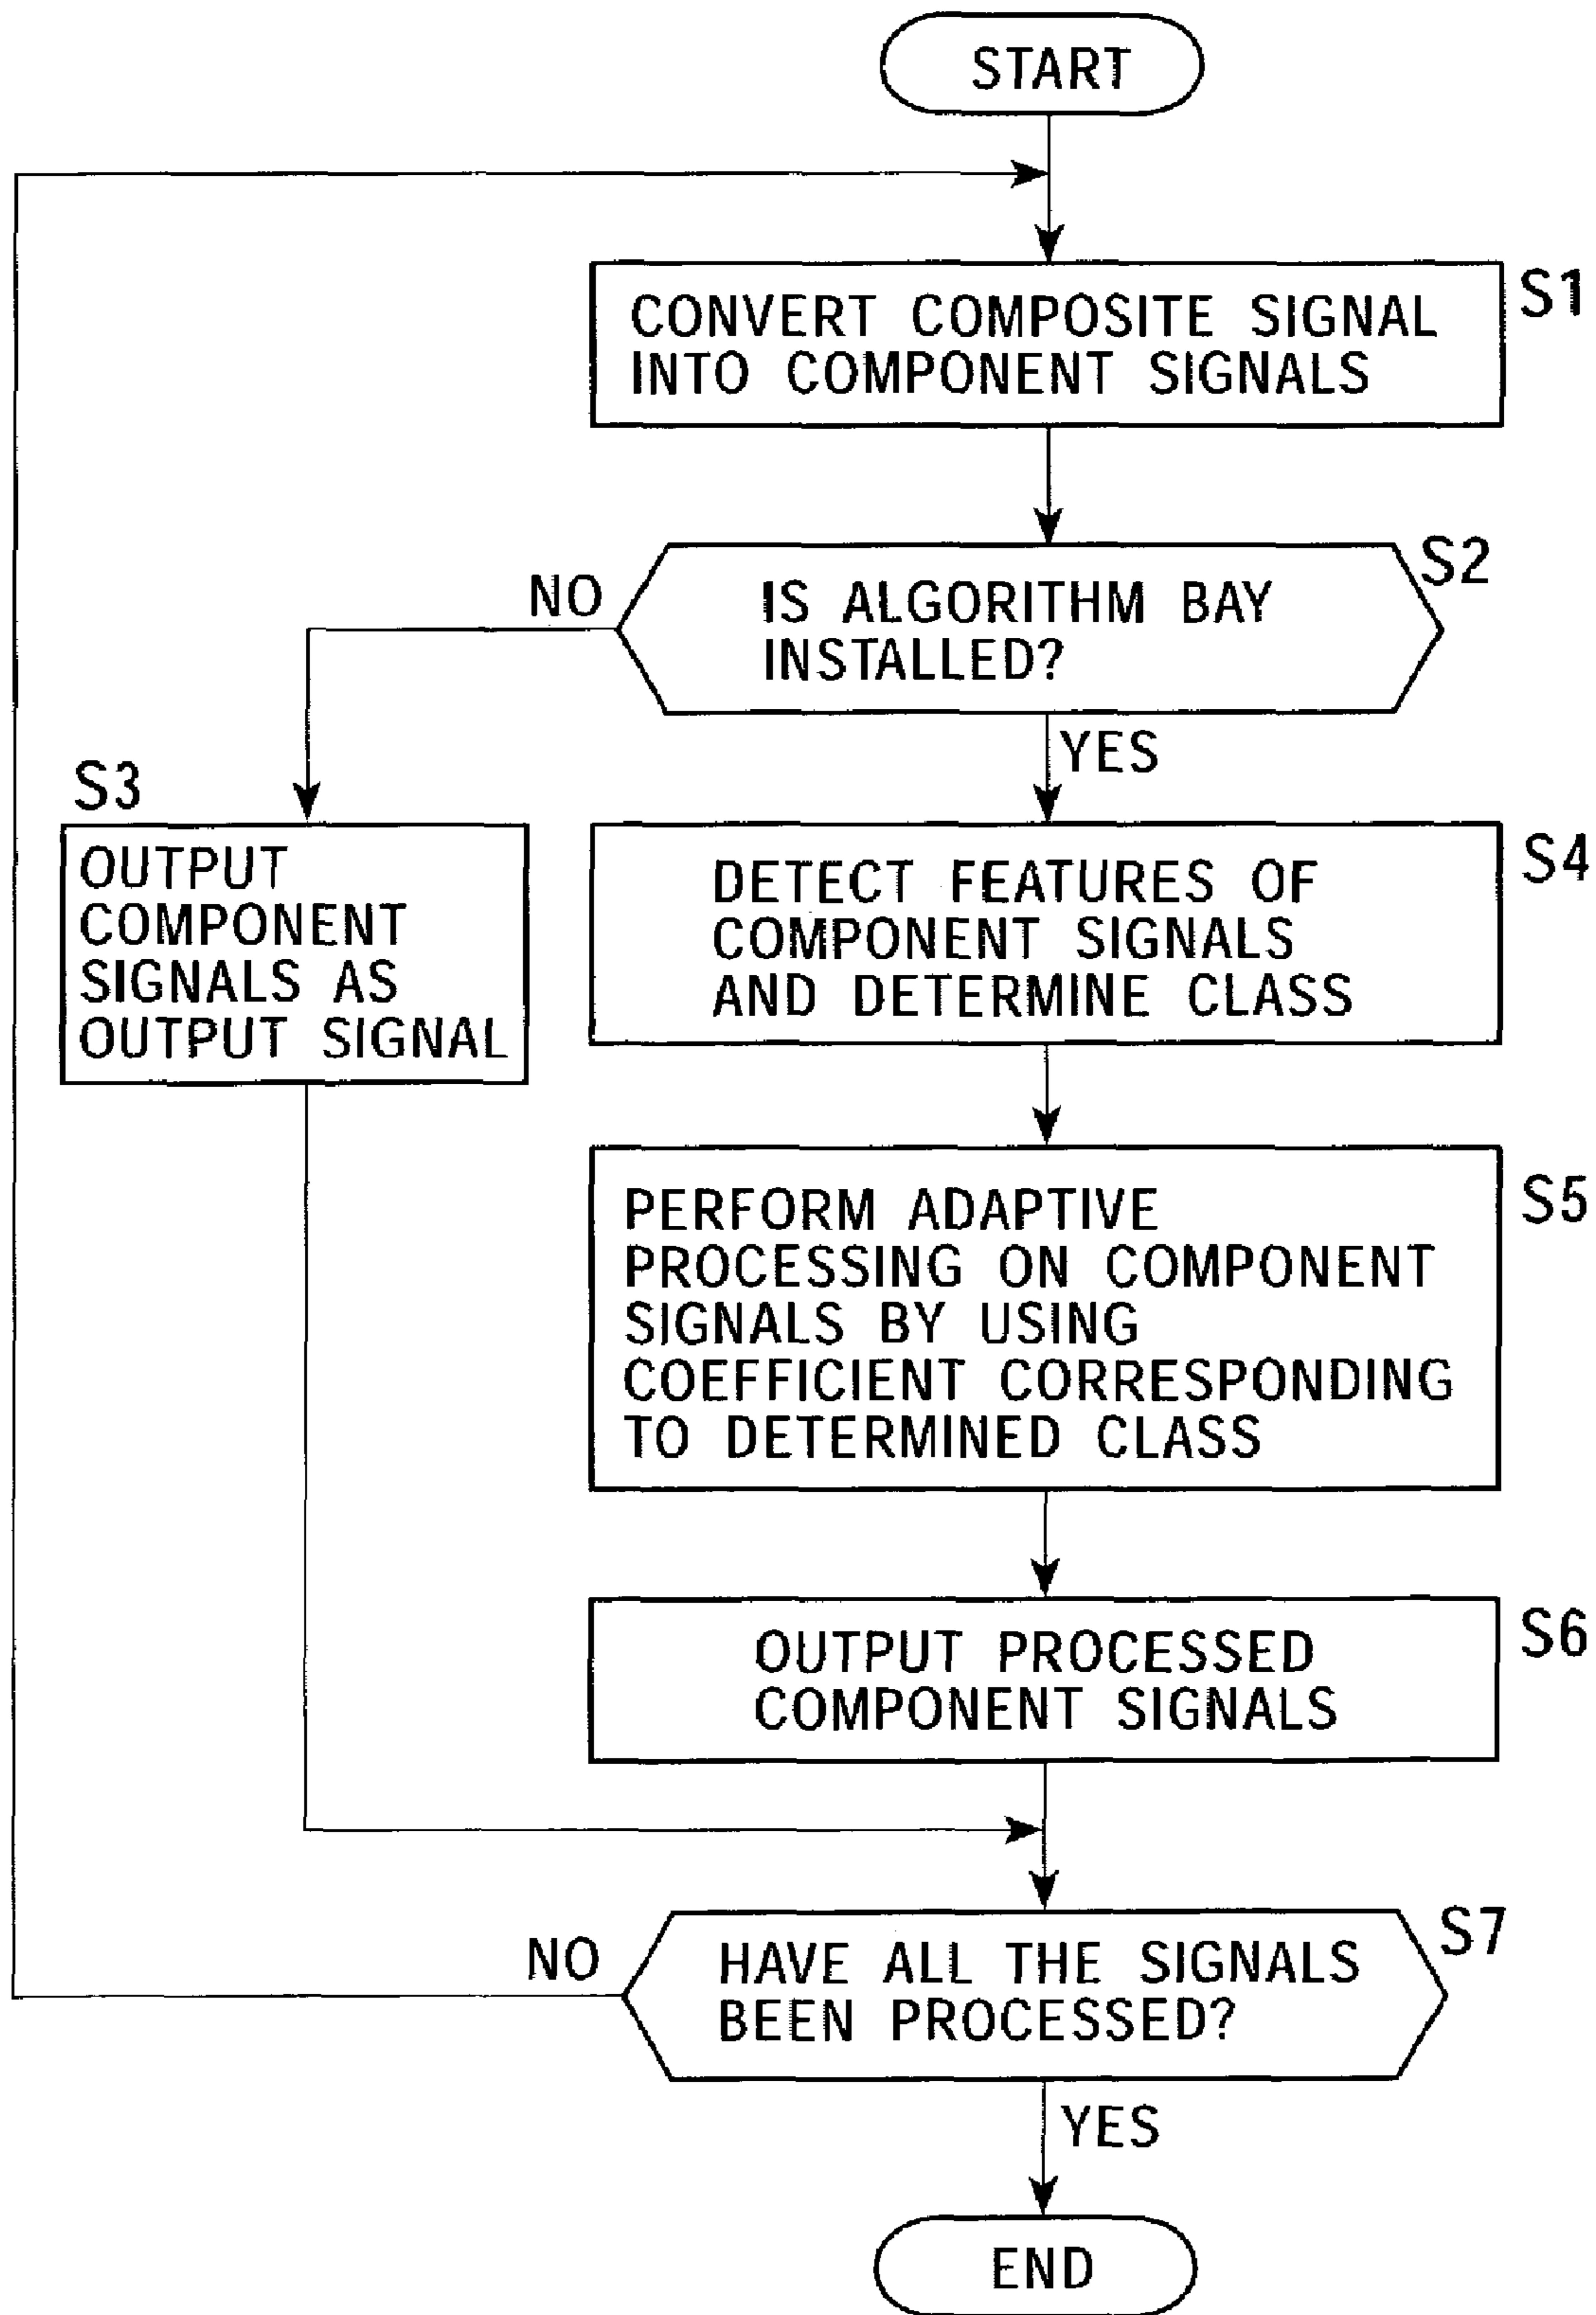 START
CONVERT COMPOSITE SIGNAL
INTO COMPONENT SIGNALS
S1
IS ALGORITHM BAY
INSTALLED?
S2
NO
YES
S3
OUTPUT
COMPONENT
SIGNALS AS
OUTPUT SIGNAL
DETECT FEATURES OF
COMPONENT SIGNALS
AND DETERMINE CLASS
S4
PERFORM ADAPTIVE
PROCESSING ON COMPONENT
SIGNALS BY USING
COEFFICIENT CORRESPONDING
TO DETERMINED CLASS
S5
OUTPUT PROCESSED
COMPONENT SIGNALS
S6
HAVE ALL THE SIGNALS
BEEN PROCESSED?
S7
NO
YES
END